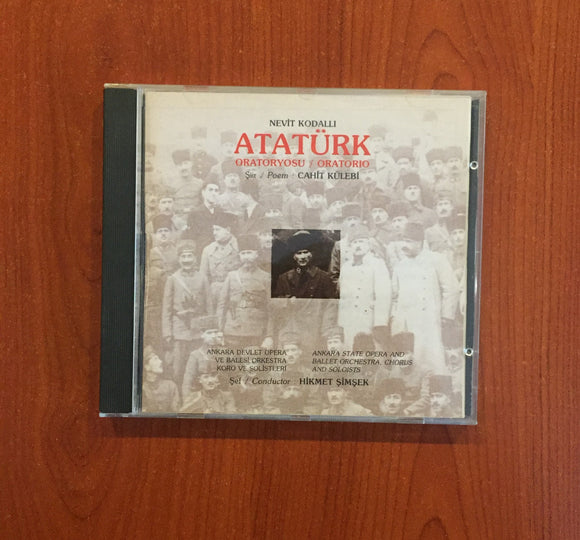 NEVİT KODALLI
ATATÜRK
ORATORYOSU / ORATORIO
Şiir / Poem : CAHİT KÜLEBİ
ANKARA DEVLET OPERA
VE BALESİ ORKESTRA
KORO VE SOLİSTLERİ
ANKARA STATE OPERA AND
BALLET ORCHESTRA, CHORUS
AND SOLOISTS
Şef / Conductor : HİKMET ŞİMŞEK